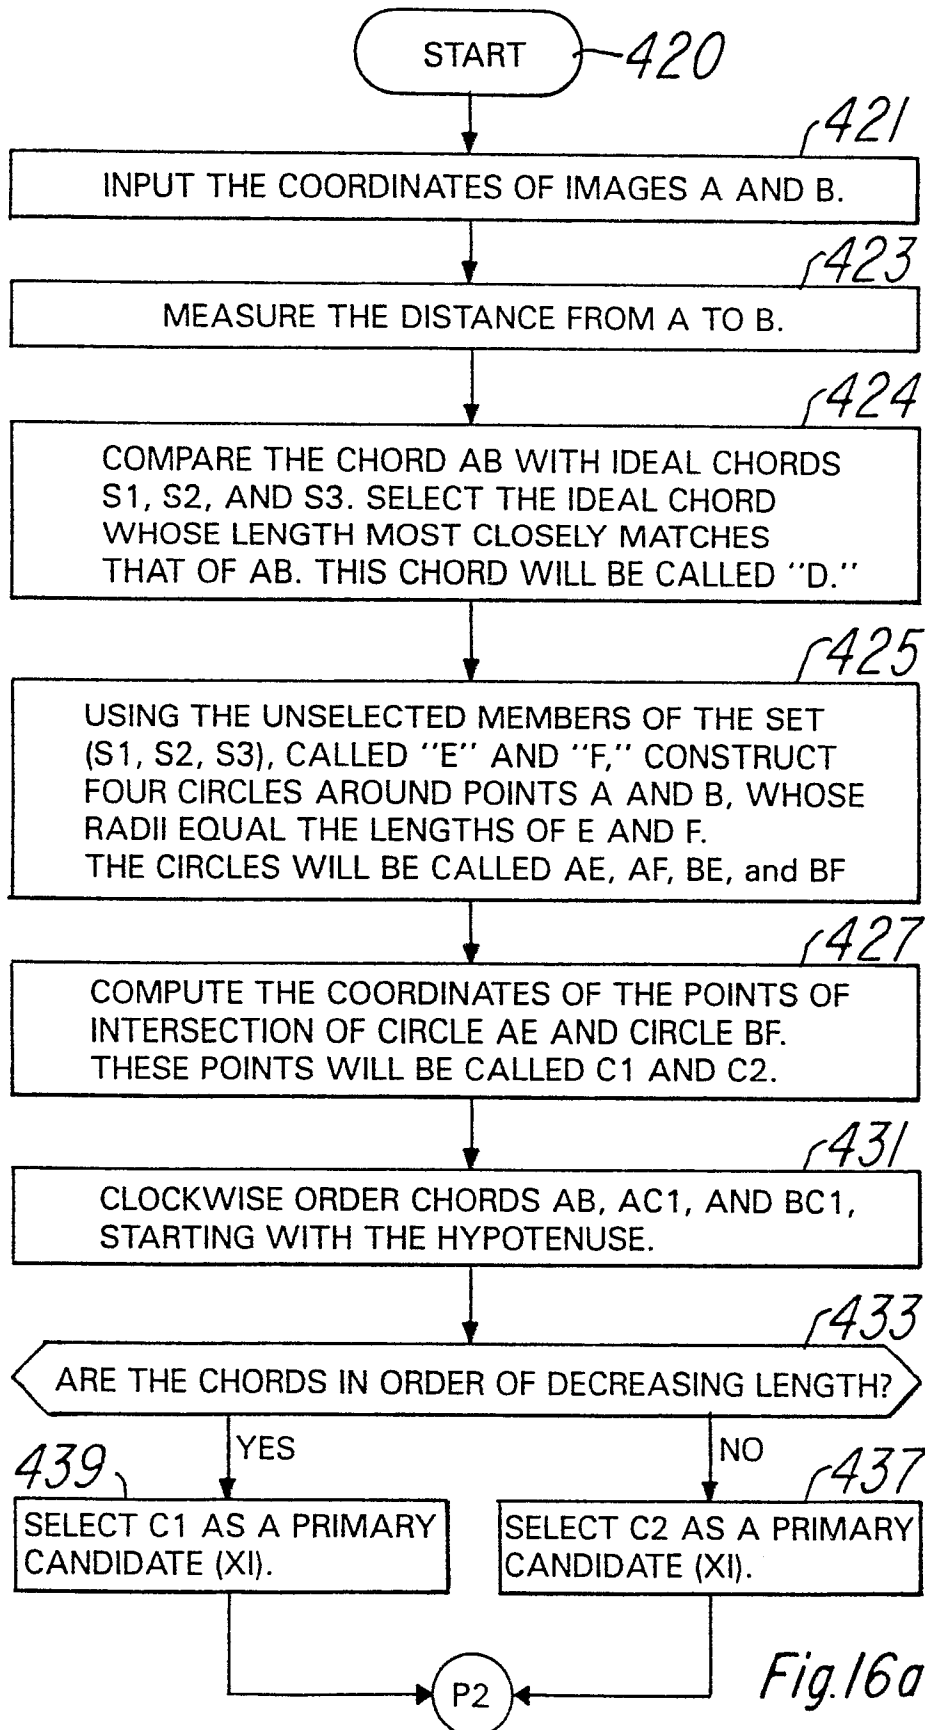 START
420
421
INPUT THE COORDINATES OF IMAGES A AND B.
423
MEASURE THE DISTANCE FROM A TO B.
424
COMPARE THE CHORD AB WITH IDEAL CHORDS
S1, S2, AND S3. SELECT THE IDEAL CHORD
WHOSE LENGTH MOST CLOSELY MATCHES
THAT OF AB. THIS CHORD WILL BE CALLED "D."
425
USING THE UNSELECTED MEMBERS OF THE SET
(S1, S2, S3), CALLED "E" AND "F," CONSTRUCT
FOUR CIRCLES AROUND POINTS A AND B, WHOSE
RADII EQUAL THE LENGTHS OF E AND F.
THE CIRCLES WILL BE CALLED AE, AF, BE, and BF
427
COMPUTE THE COORDINATES OF THE POINTS OF
INTERSECTION OF CIRCLE AE AND CIRCLE BF.
THESE POINTS WILL BE CALLED C1 AND C2.
431
CLOCKWISE ORDER CHORDS AB, AC1, AND BC1,
STARTING WITH THE HYPOTENUSE.
433
ARE THE CHORDS IN ORDER OF DECREASING LENGTH?
YES
NO
439
SELECT C1 AS A PRIMARY
CANDIDATE (XI).
437
SELECT C2 AS A PRIMARY
CANDIDATE (XI).
P2
Fig.16a